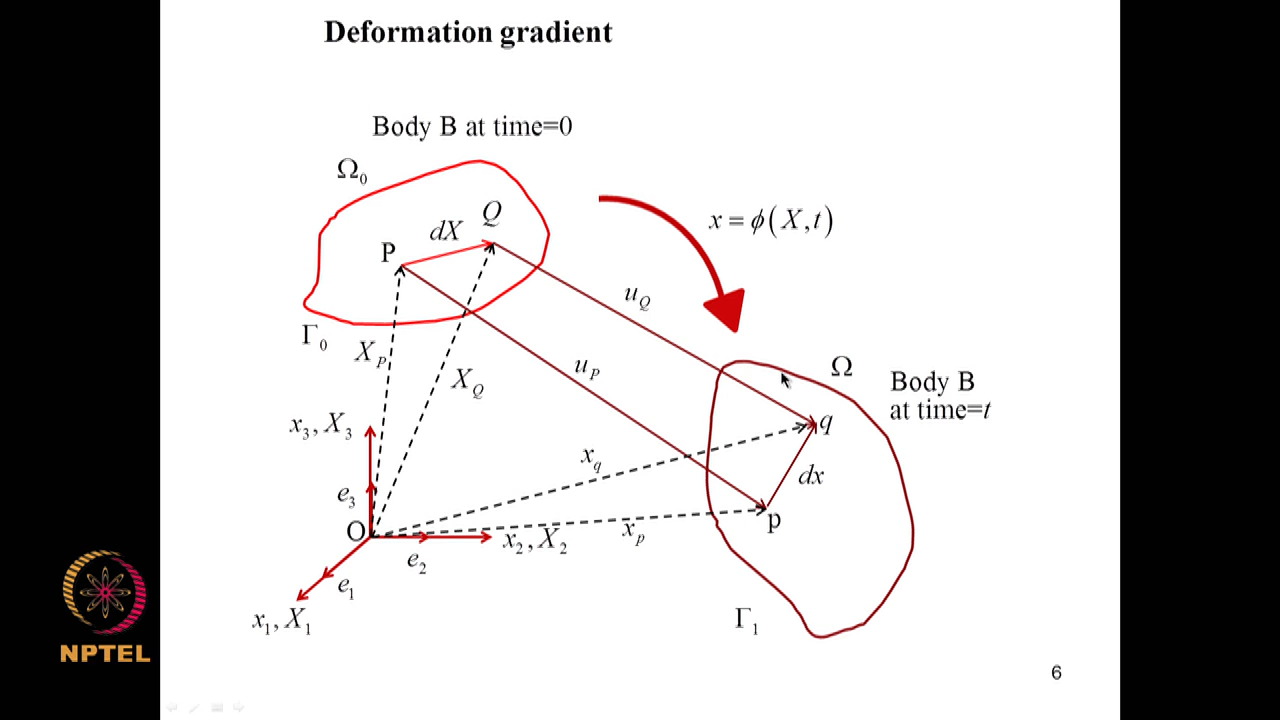 Deformation gradient
Body B at time=0
Ω₀
Q
dX
P
x = ϕ(X,t)
u_Q
Γ₀
X_P
u_P
X_Q
Ω
Body B
at time=t
q
x₃, X₃
x_q
dx
e₃
O
p
x₂, X₂
x_p
e₂
e₁
x₁, X₁
Γ₁
NPTEL
6